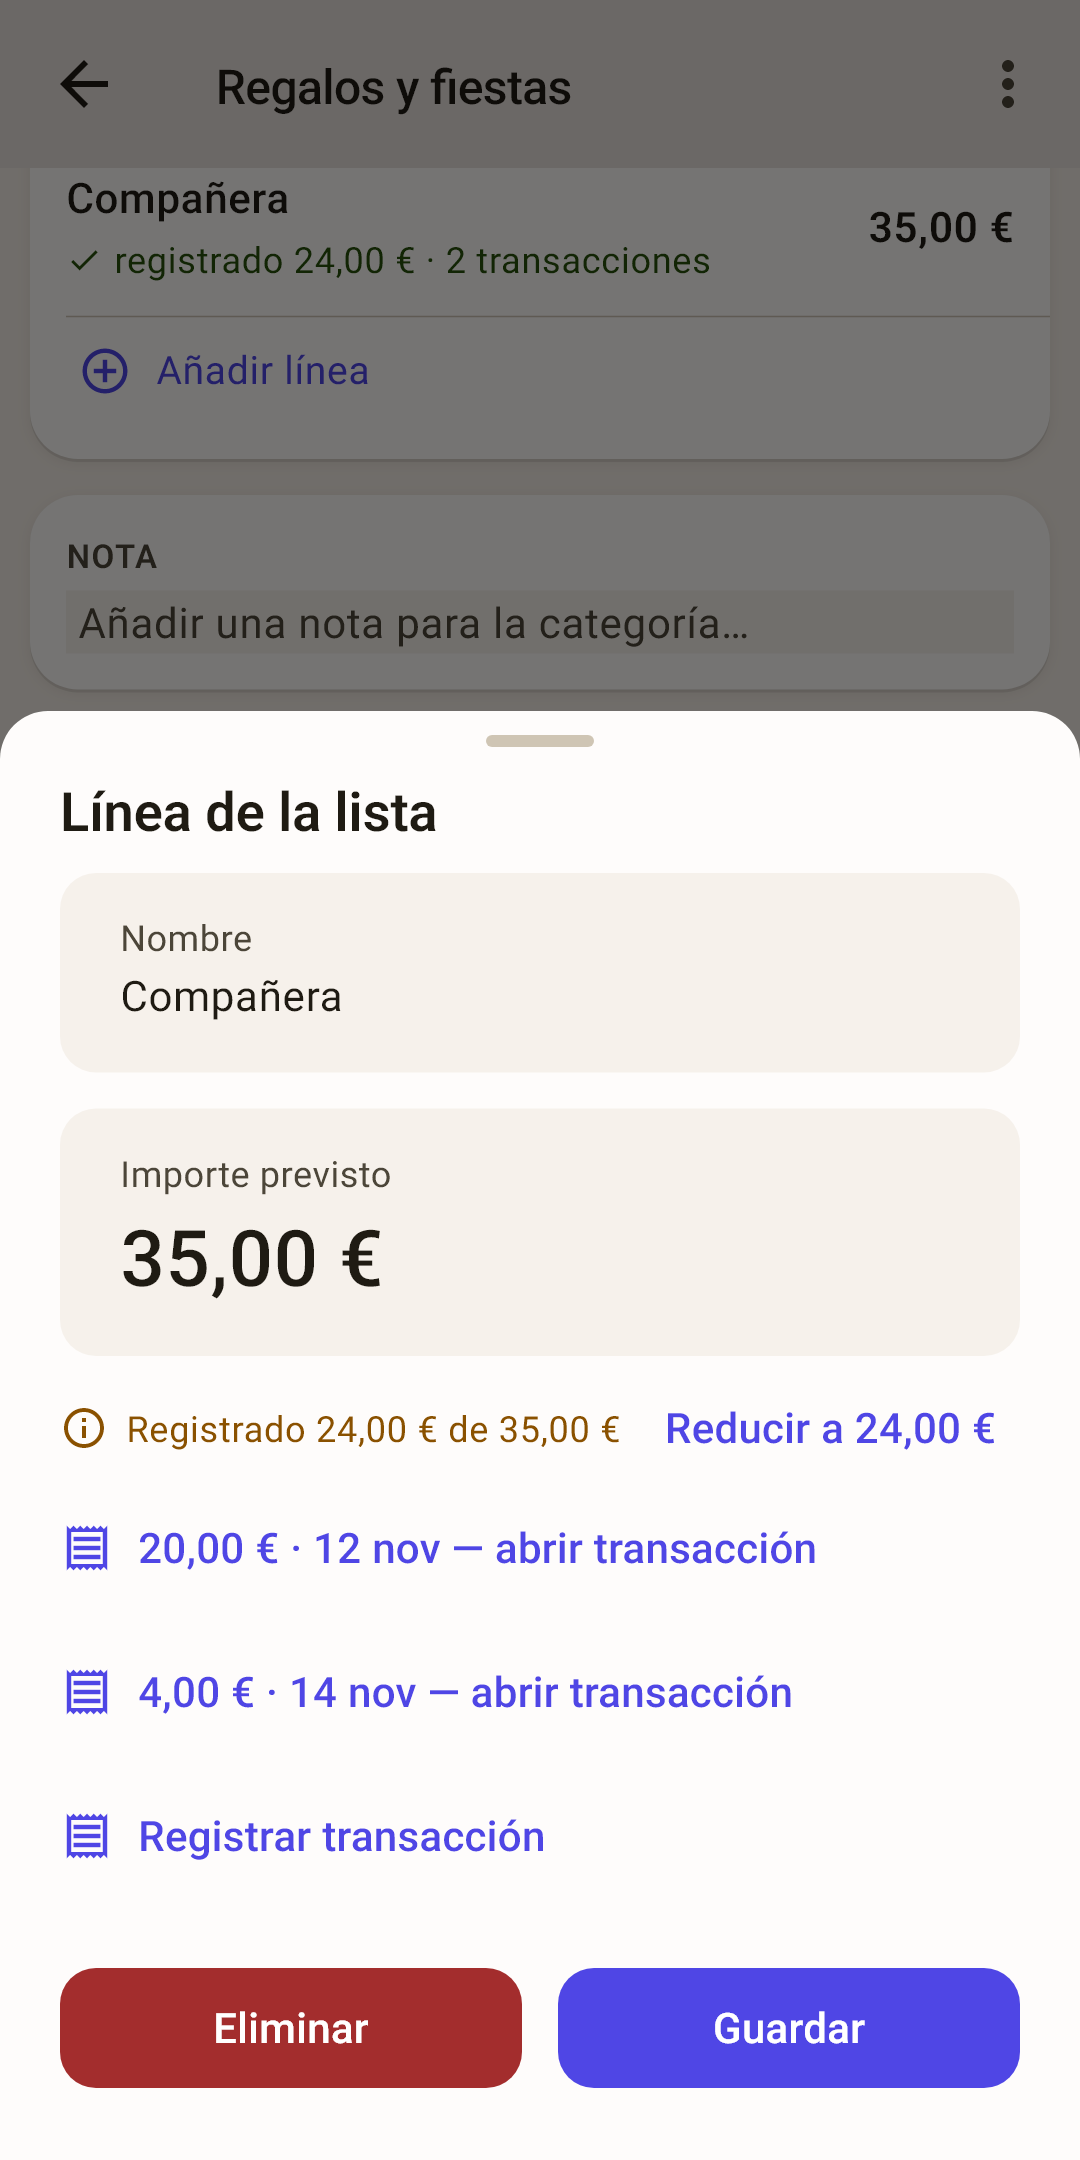 Regalos y fiestas
Compañera
35,00 €
registrado 24,00 € · 2 transacciones
Añadir línea
NOTA
Añadir una nota para la categoría…
Línea de la lista
Nombre
Compañera
Importe previsto
35,00 €
Registrado 24,00 € de 35,00 €
Reducir a 24,00 €
20,00 € · 12 nov — abrir transacción
4,00 € · 14 nov — abrir transacción
Registrar transacción
Eliminar
Guardar